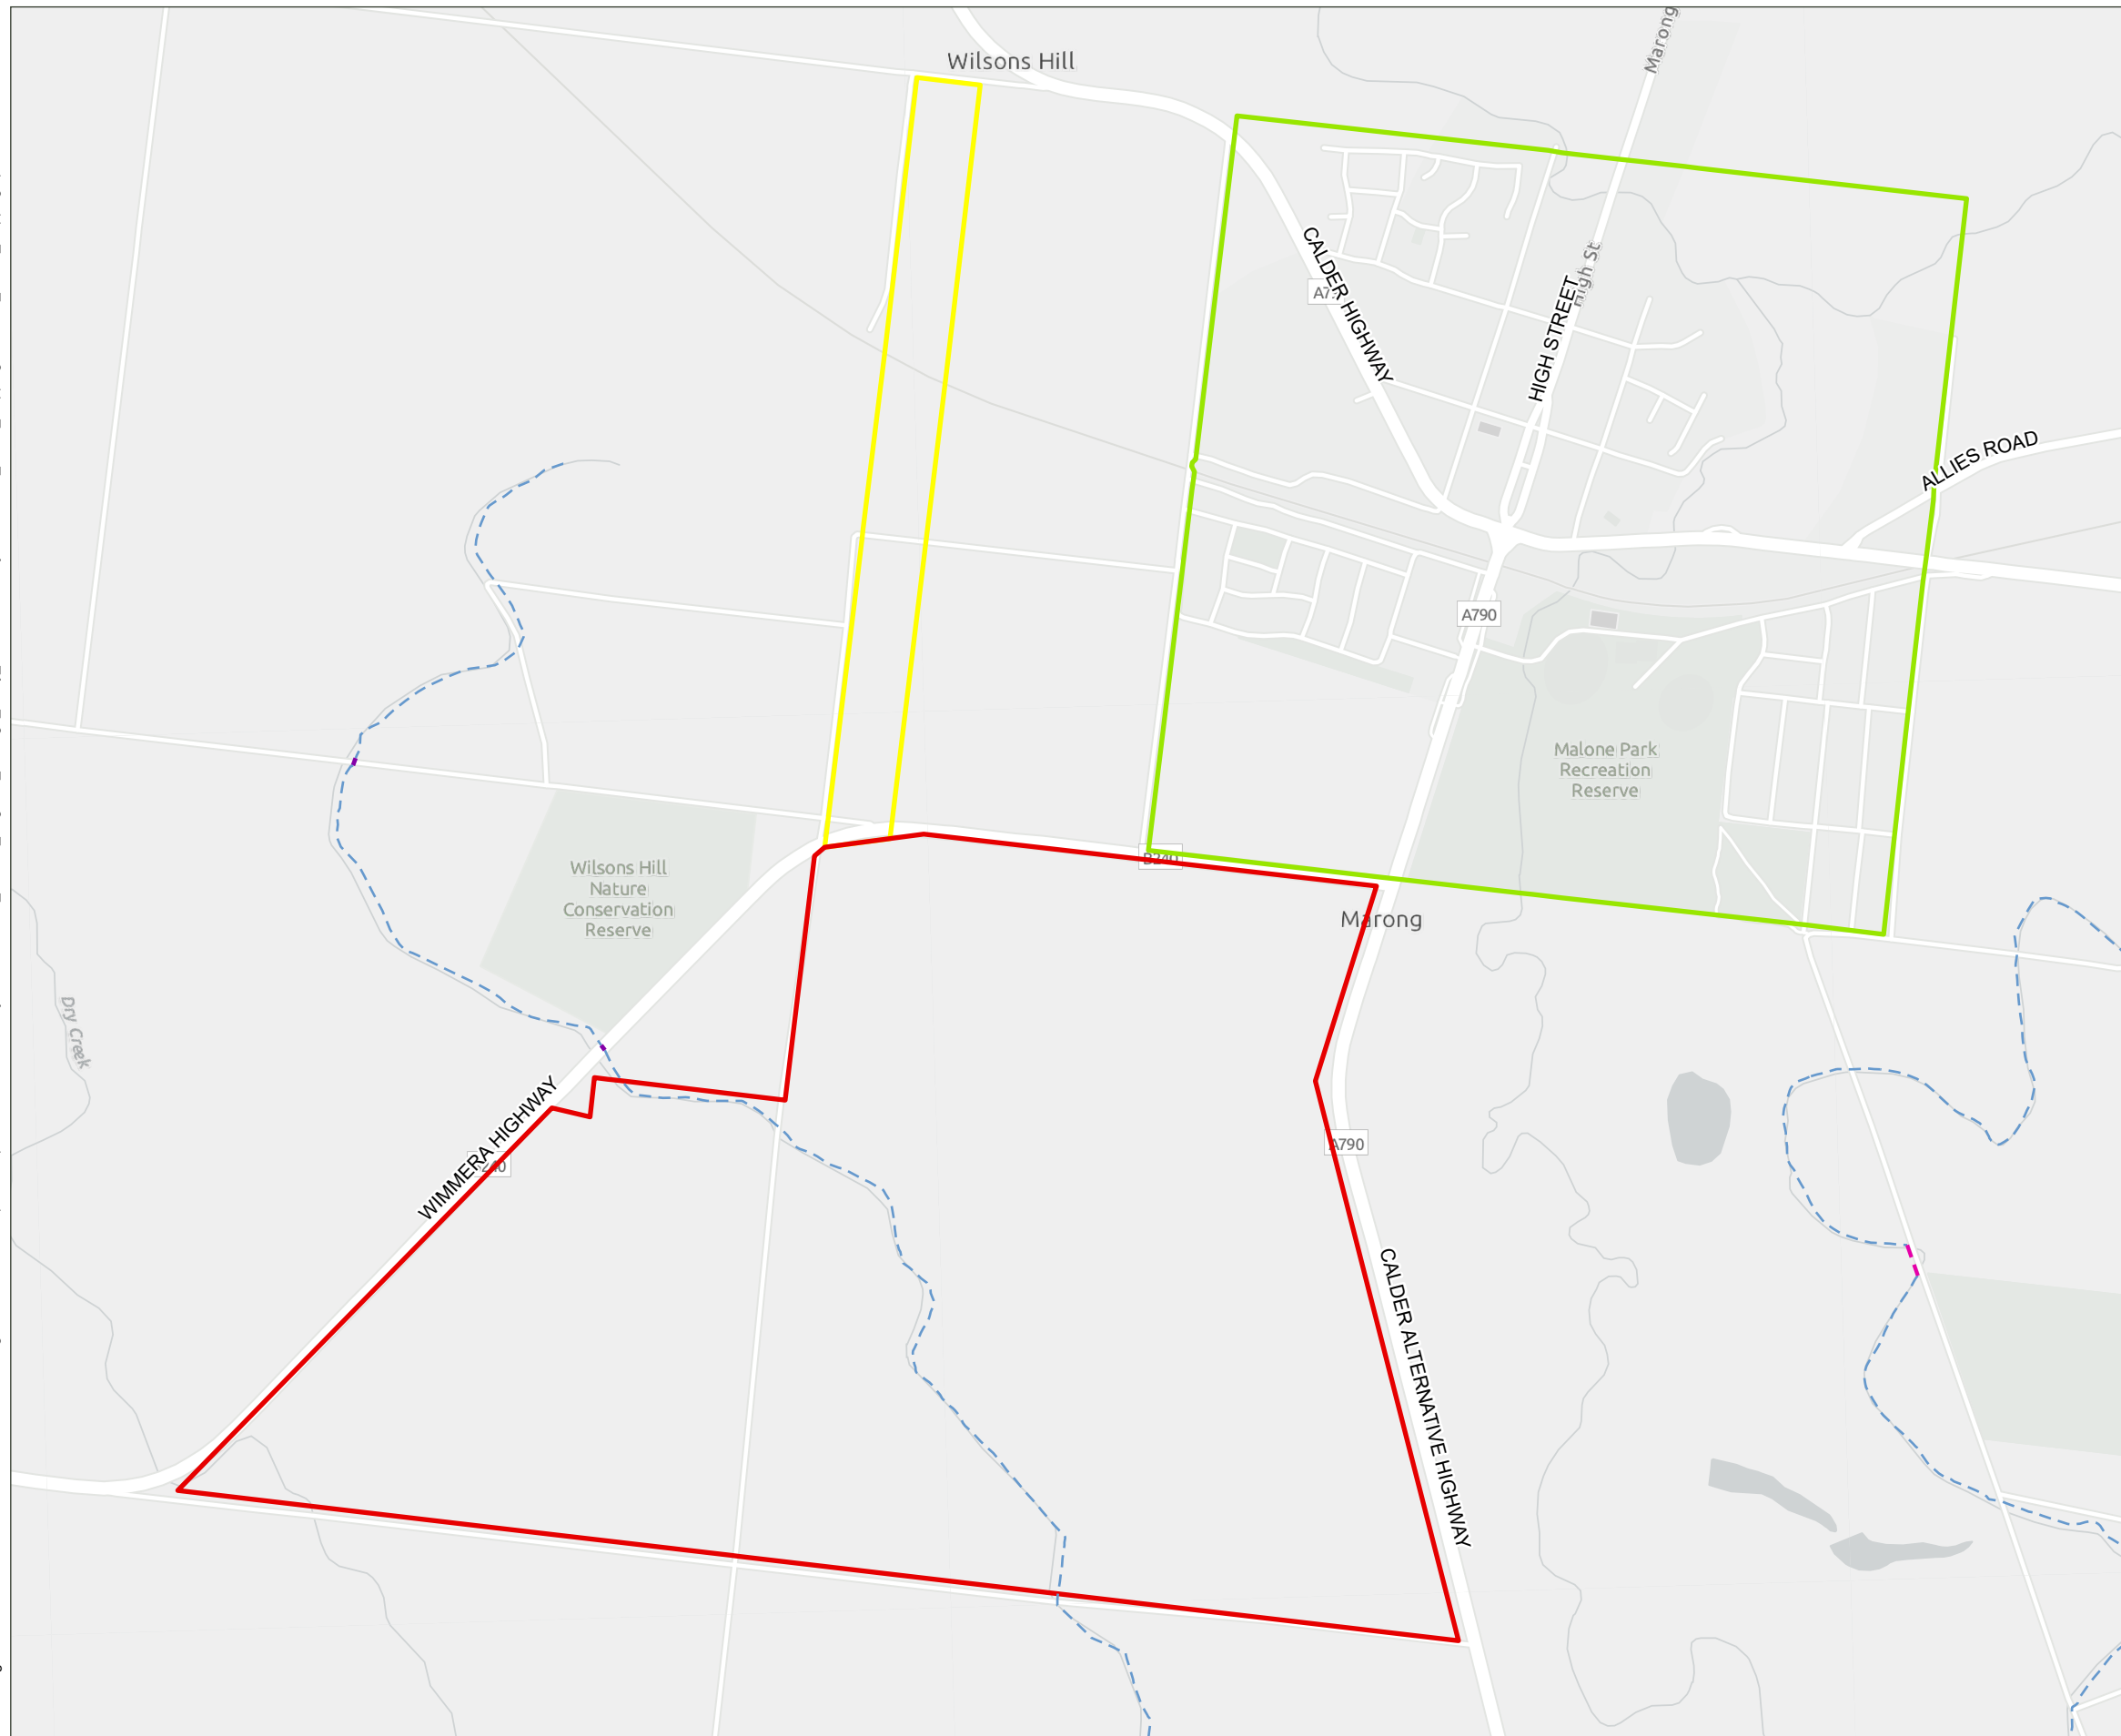 Marong
Wilsons Hill
CALDER HIGHWAY
High St
HIGH STREET
ALLIES ROAD
A790
Malone Park
Recreation
Reserve
B240
Wilsons Hill
Nature
Conservation
Reserve
Marong
Dry Creek
WIMMERA HIGHWAY
A790
CALDER ALTERNATIVE HIGHWAY